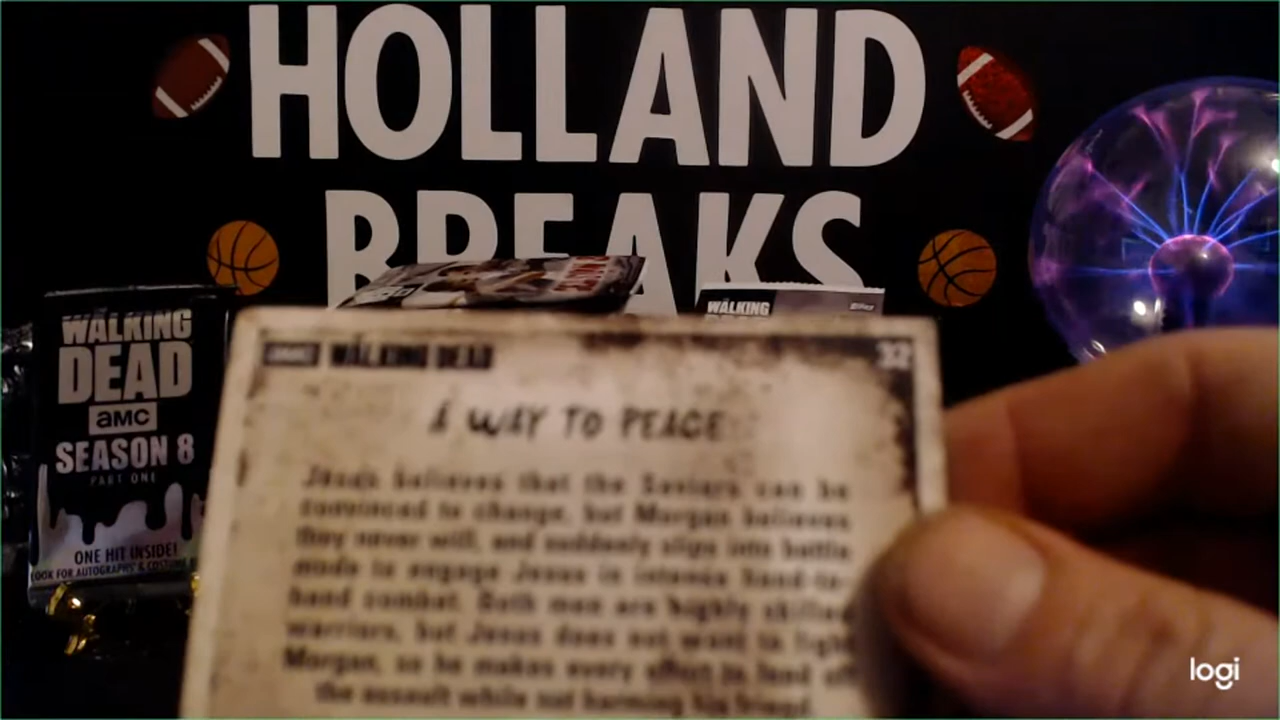 HOLLAND
BREAKS
THE
WALKING
DEAD
amc
SEASON 8
PART ONE
ONE HIT INSIDE!
LOOK FOR AUTOGRAPHS & COSTUME
WALKING
Topps
amc WALKING DEAD
32
A WAY TO PEACE
Jesus believes that the Saviors can be
convinced to change, but Morgan believes
they never will, and suddenly slips into battle
mode to engage Jesus in intense hand-to-
hand combat. Both men are highly skilled
warriors, but Jesus does not want to fight
Morgan, so he makes every effort to fend off
the assault while not harming his friend.
logi